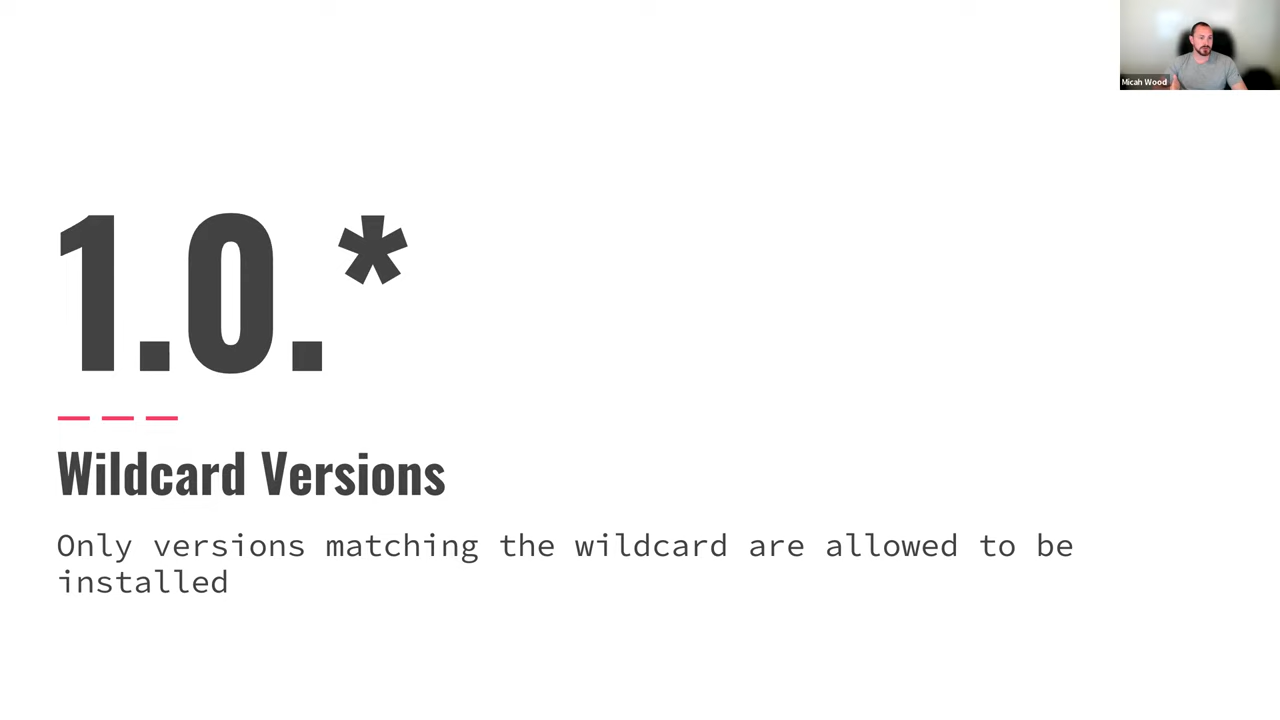 Micah Wood
1.0.*
Wildcard Versions
Only versions matching the wildcard are allowed to be
installed